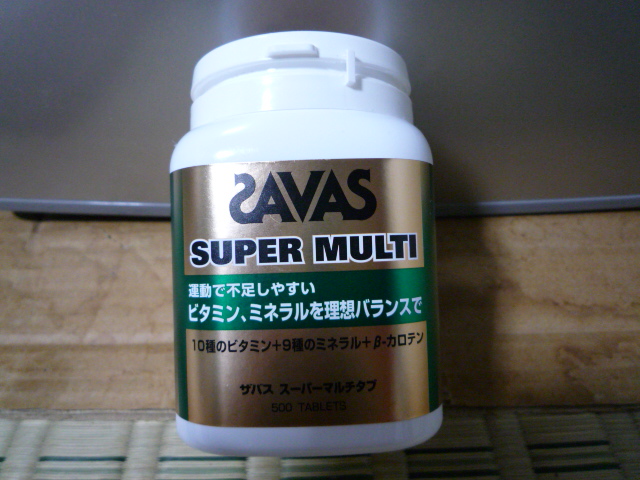 SAVAS
SUPER MULTI
運動で不足しやすい
ビタミン、ミネラルを理想バランスで
10種のビタミン+9種のミネラル+β-カロテン
ザバス スーパーマルチタブ
500 TABLETS